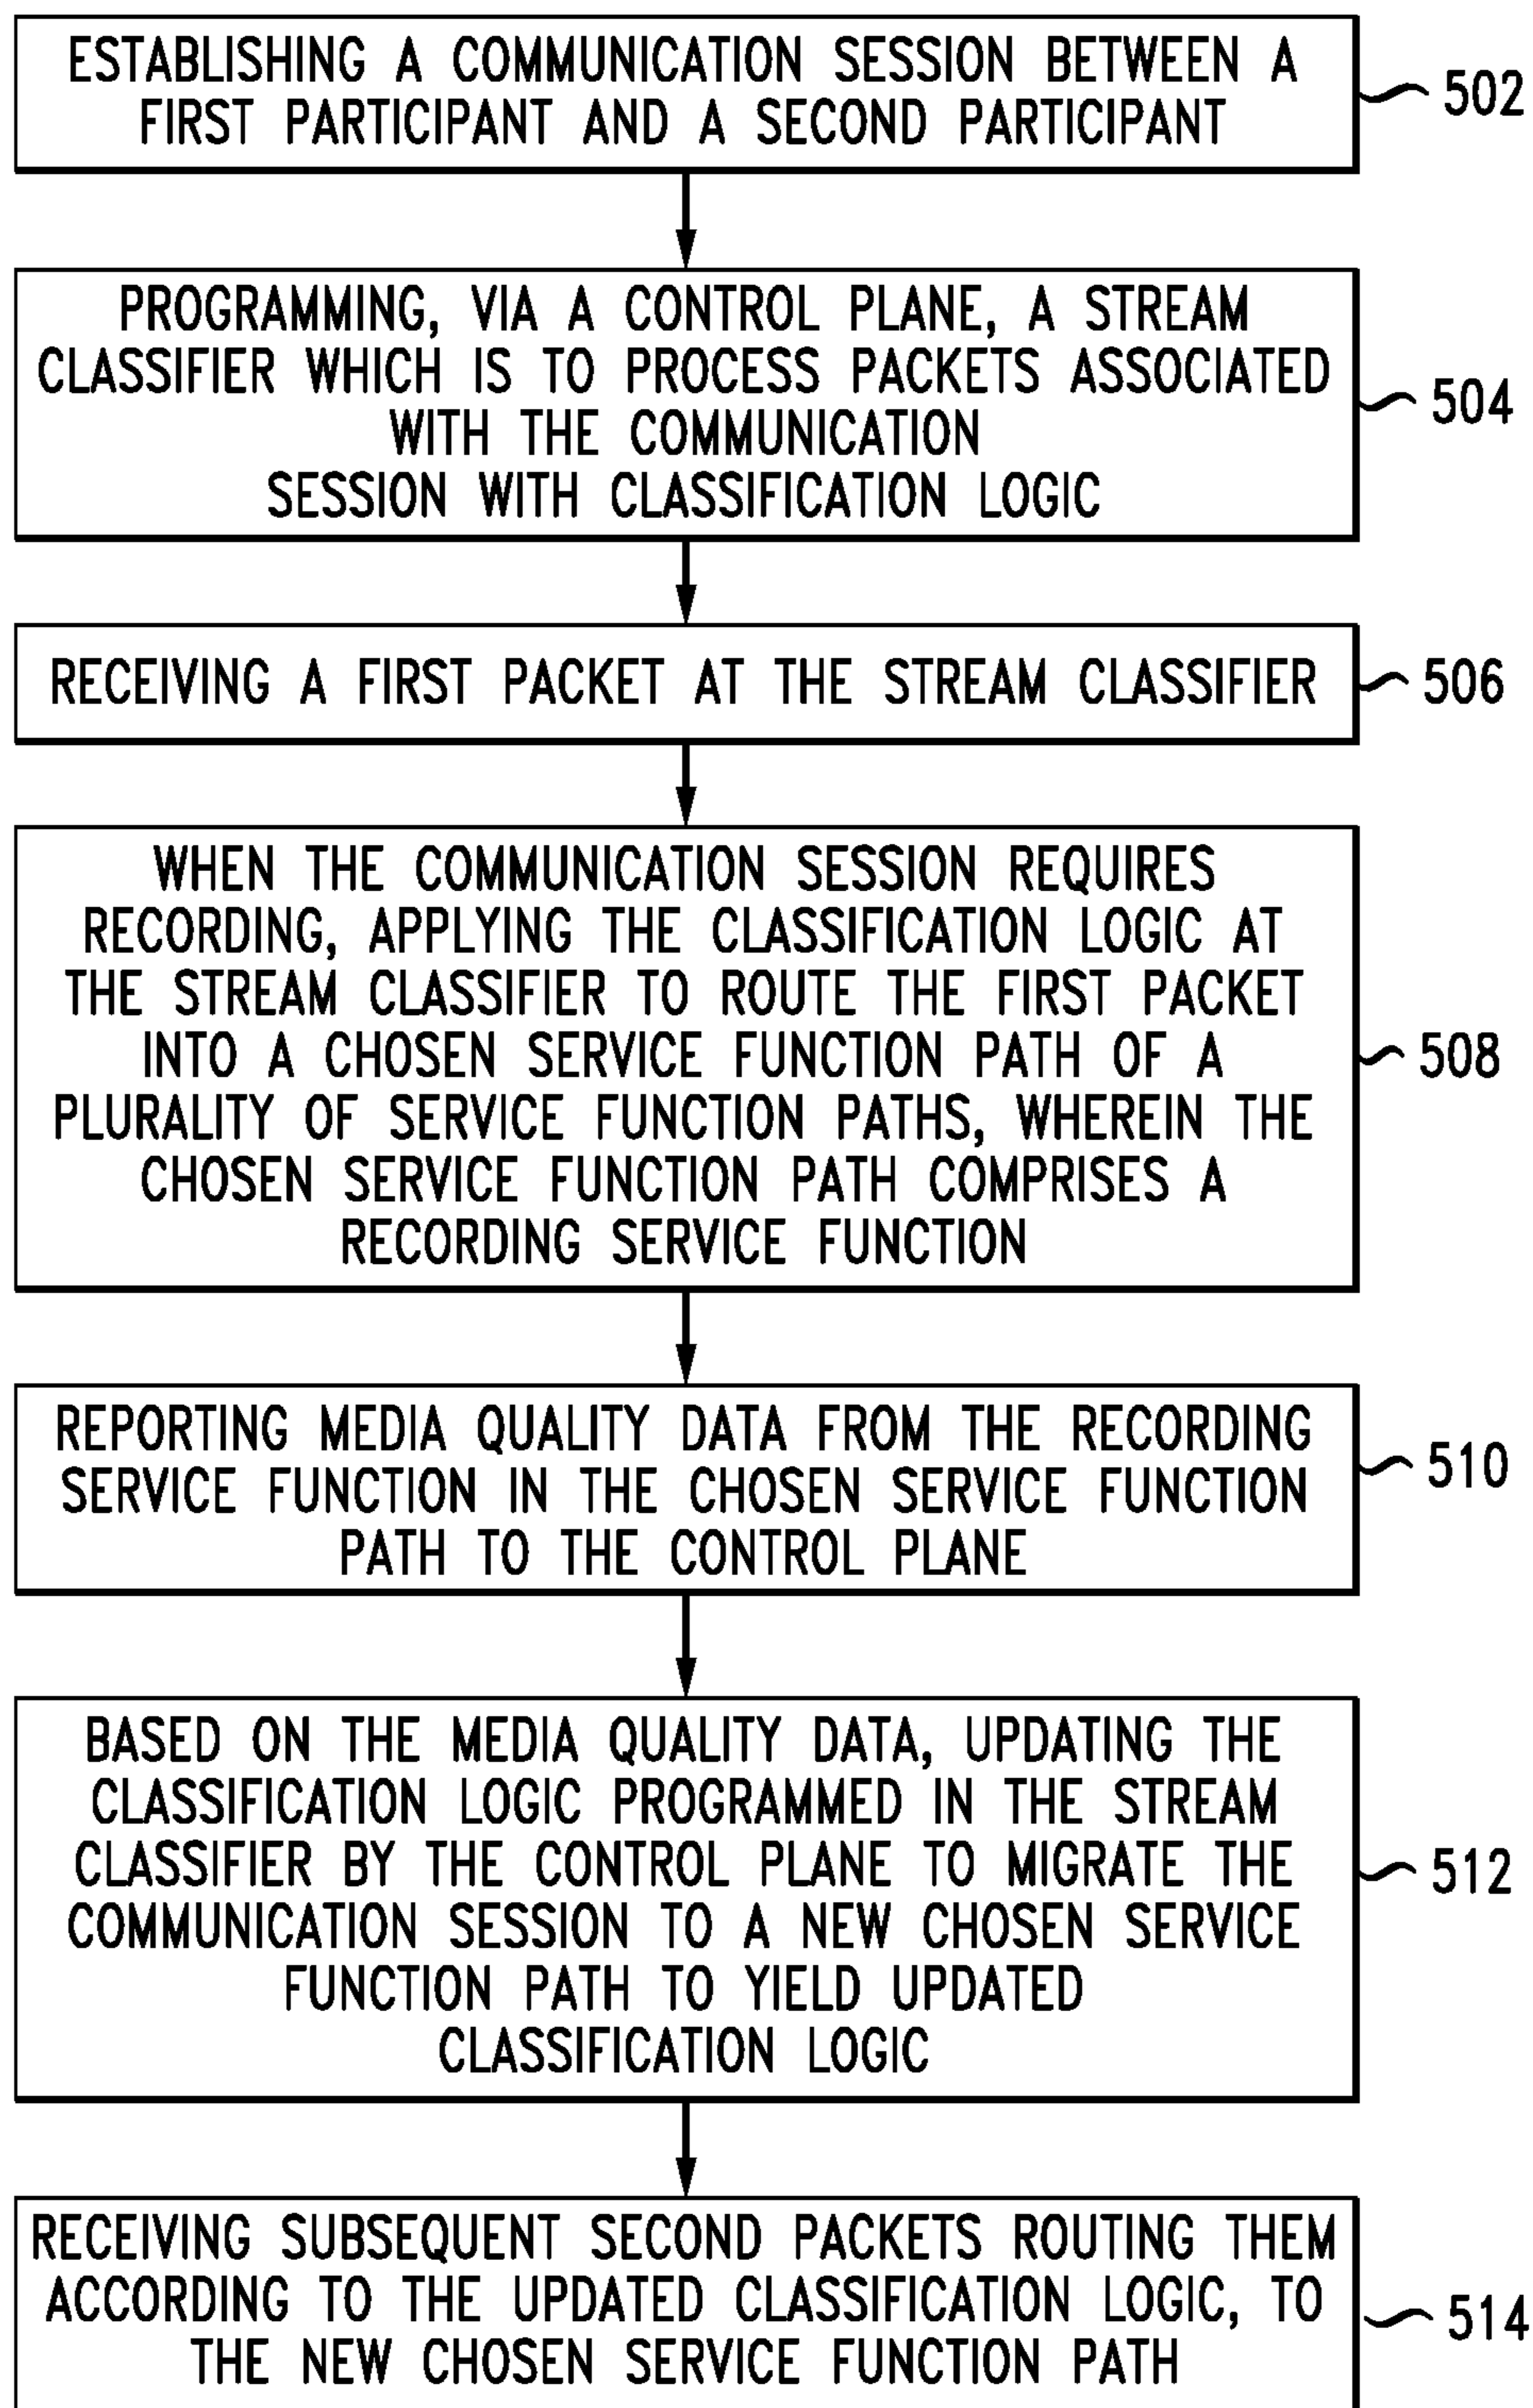 ESTABLISHING A COMMUNICATION SESSION BETWEEN A
FIRST PARTICIPANT AND A SECOND PARTICIPANT
502
PROGRAMMING, VIA A CONTROL PLANE, A STREAM
CLASSIFIER WHICH IS TO PROCESS PACKETS ASSOCIATED
WITH THE COMMUNICATION
SESSION WITH CLASSIFICATION LOGIC
504
RECEIVING A FIRST PACKET AT THE STREAM CLASSIFIER
506
WHEN THE COMMUNICATION SESSION REQUIRES
RECORDING, APPLYING THE CLASSIFICATION LOGIC AT
THE STREAM CLASSIFIER TO ROUTE THE FIRST PACKET
INTO A CHOSEN SERVICE FUNCTION PATH OF A
PLURALITY OF SERVICE FUNCTION PATHS, WHEREIN THE
CHOSEN SERVICE FUNCTION PATH COMPRISES A
RECORDING SERVICE FUNCTION
508
REPORTING MEDIA QUALITY DATA FROM THE RECORDING
SERVICE FUNCTION IN THE CHOSEN SERVICE FUNCTION
PATH TO THE CONTROL PLANE
510
BASED ON THE MEDIA QUALITY DATA, UPDATING THE
CLASSIFICATION LOGIC PROGRAMMED IN THE STREAM
CLASSIFIER BY THE CONTROL PLANE TO MIGRATE THE
COMMUNICATION SESSION TO A NEW CHOSEN SERVICE
FUNCTION PATH TO YIELD UPDATED
CLASSIFICATION LOGIC
512
RECEIVING SUBSEQUENT SECOND PACKETS ROUTING THEM
ACCORDING TO THE UPDATED CLASSIFICATION LOGIC, TO
THE NEW CHOSEN SERVICE FUNCTION PATH
514